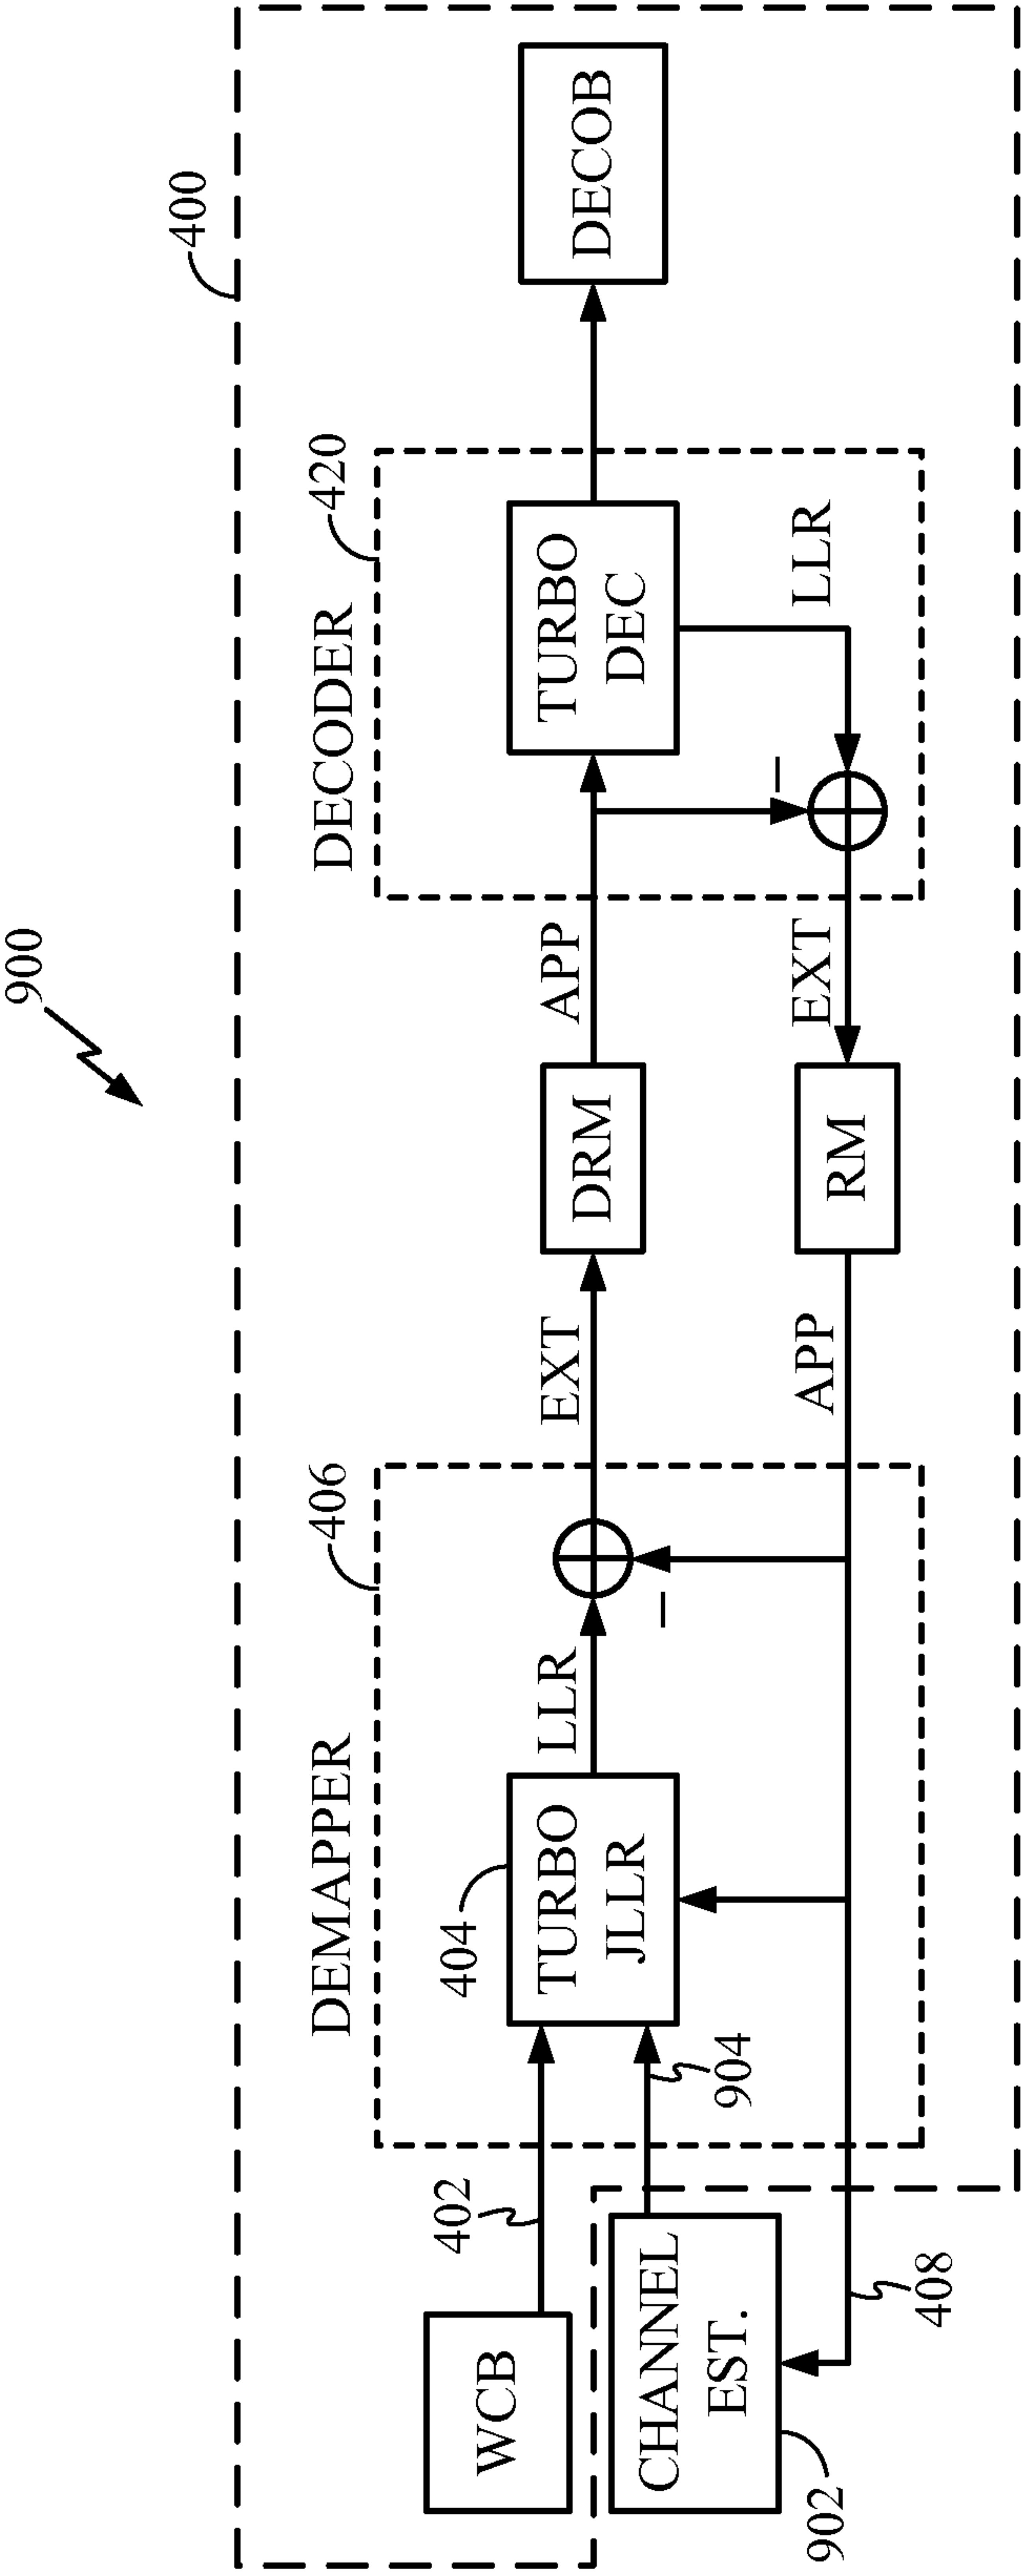 900
400
DEMAPPER
406
DECODER
420
WCB
402
404
TURBO
JLLR
LLR
EXT
DRM
APP
TURBO
DEC
DECOB
CHANNEL
EST.
902
904
408
–
APP
RM
EXT
–
LLR